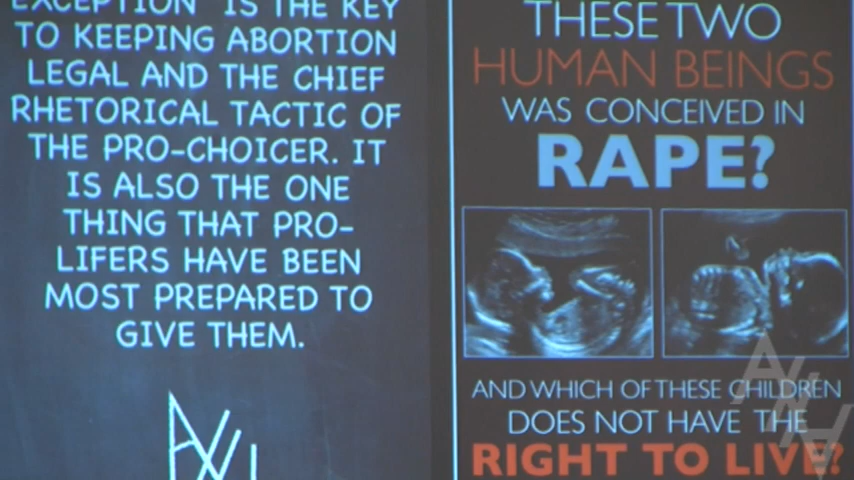 EXCEPTION" IS THE KEY
TO KEEPING ABORTION
LEGAL AND THE CHIEF
RHETORICAL TACTIC OF
THE PRO-CHOICER. IT
IS ALSO THE ONE
THING THAT PRO-
LIFERS HAVE BEEN
MOST PREPARED TO
GIVE THEM.
THESE TWO
HUMAN BEINGS
WAS CONCEIVED IN
RAPE?
AND WHICH OF THESE CHILDREN
DOES NOT HAVE THE
RIGHT TO LIVE?